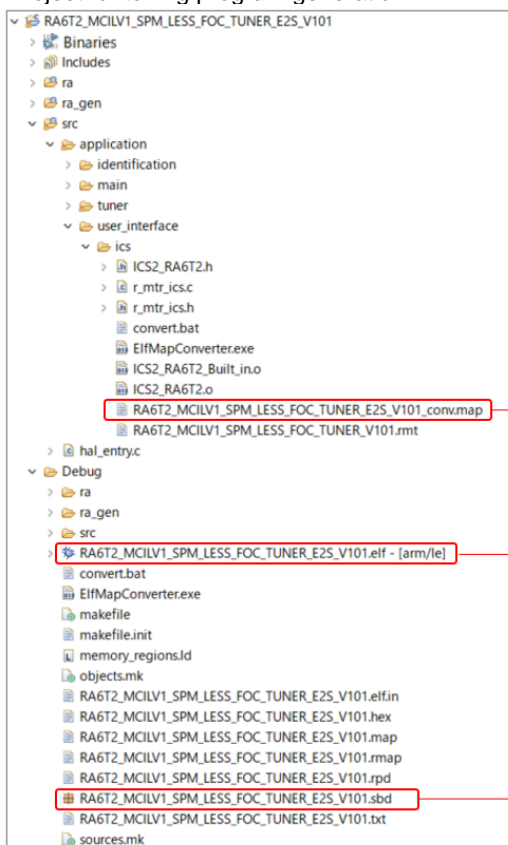 RA6T2_MCILV1_SPM_LESS_FOC_TUNER_E2S_V101
Binaries
Includes
ra
ra_gen
src
application
identification
main
tuner
user_interface
ics
ICS2_RA6T2.h
r_mtr_ics.c
r_mtr_ics.h
convert.bat
ElfMapConverter.exe
ICS2_RA6T2_Built_in.o
ICS2_RA6T2.o
RA6T2_MCILV1_SPM_LESS_FOC_TUNER_E2S_V101_conv.map
RA6T2_MCILV1_SPM_LESS_FOC_TUNER_V101.rmt
hal_entry.c
Debug
ra
ra_gen
src
RA6T2_MCILV1_SPM_LESS_FOC_TUNER_E2S_V101.elf - [arm/le]
convert.bat
ElfMapConverter.exe
makefile
makefile.init
memory_regions.ld
objects.mk
RA6T2_MCILV1_SPM_LESS_FOC_TUNER_E2S_V101.elf.in
RA6T2_MCILV1_SPM_LESS_FOC_TUNER_E2S_V101.hex
RA6T2_MCILV1_SPM_LESS_FOC_TUNER_E2S_V101.map
RA6T2_MCILV1_SPM_LESS_FOC_TUNER_E2S_V101.rmap
RA6T2_MCILV1_SPM_LESS_FOC_TUNER_E2S_V101.rpd
RA6T2_MCILV1_SPM_LESS_FOC_TUNER_E2S_V101.sbd
RA6T2_MCILV1_SPM_LESS_FOC_TUNER_E2S_V101.txt
sources.mk